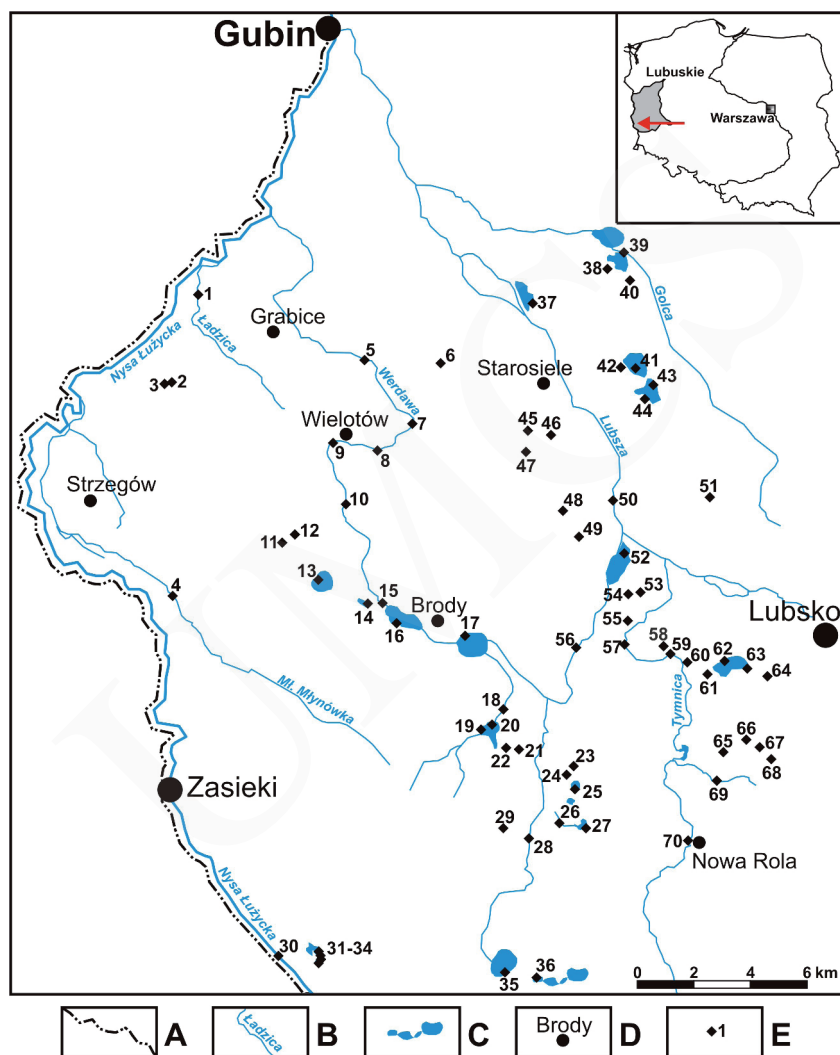 Gubin
Lubuskie
Warszawa
39
38
40
Golca
37
1
Nysa Łużycka
Ładzica
Grabice
5
6
Starosiele
42
41
43
44
3
2
Werdawa
Wielotów
7
45
46
Lubsza
9
8
47
Strzegów
10
48
50
51
12
11
49
52
13
4
15
14
Brody
16
17
54
53
Lubsko
55
56
57
58
59
60
62
63
61
64
Mł. Młynówka
Tymnica
18
19
20
22
21
66
65
67
68
23
24
25
69
Zasieki
29
26
27
28
70
Nowa Rola
Nysa Łużycka
30
31-34
35
36
0
2
4
6 km
A
Ładzica
B
C
Brody
D
1
E
UMCS